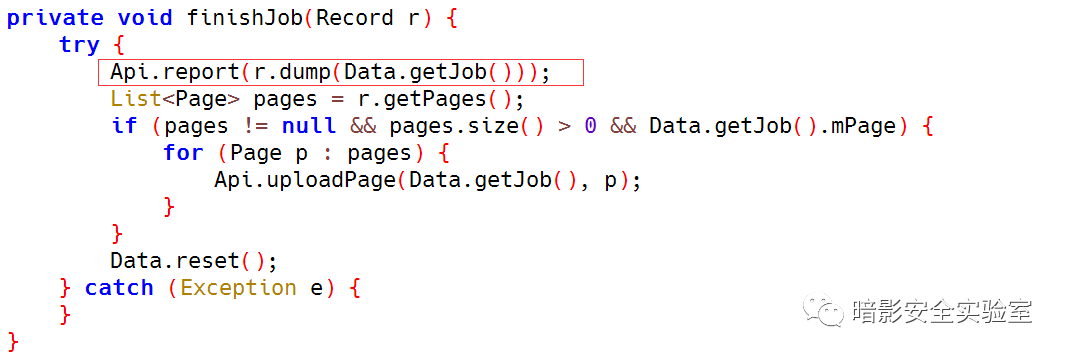 private void finishJob(Record r) {
    try {
        Api.report(r.dump(Data.getJob()));
        List<Page> pages = r.getPages();
        if (pages != null && pages.size() > 0 && Data.getJob().mPage) {
            for (Page p : pages) {
                Api.uploadPage(Data.getJob(), p);
            }
        }
        Data.reset();
    } catch (Exception e) {
    }
}
暗影安全实验室